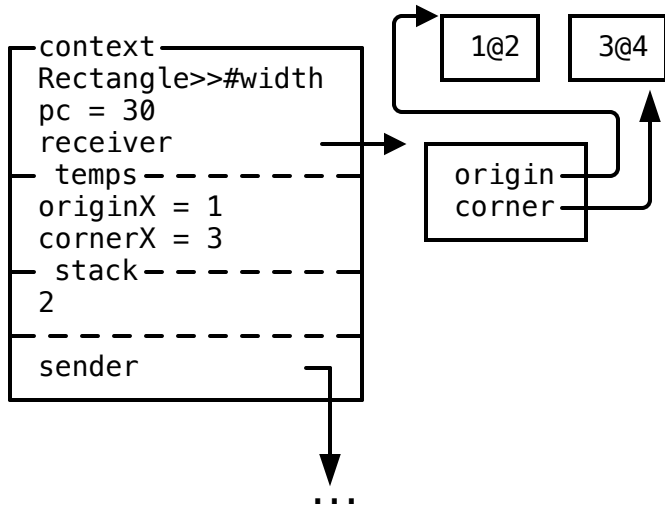 context
Rectangle>>#width
pc = 30
receiver
temps
originX = 1
cornerX = 3
stack
2
sender
...
1@2
3@4
origin
corner